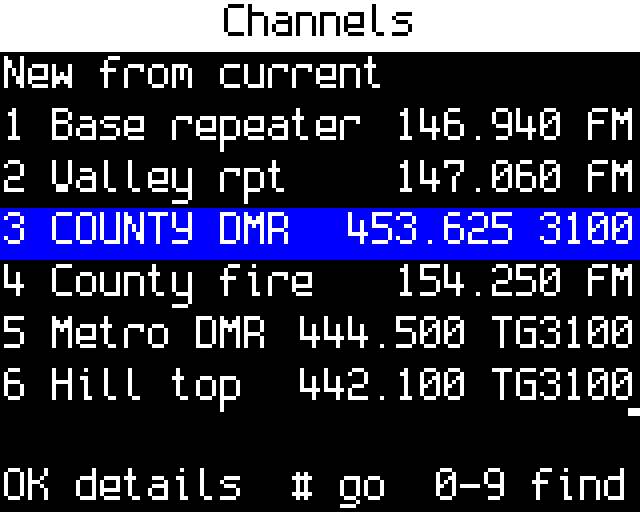 Channels
New from current
1 Base repeater 146.940 FM
2 Valley rpt 147.060 FM
3 COUNTY DMR 453.625 3100
4 County fire 154.250 FM
5 Metro DMR 444.500 TG3100
6 Hill top 442.100 TG3100
OK details # go 0-9 find